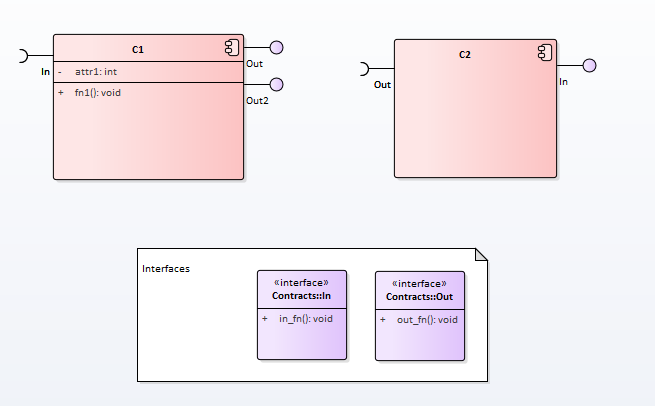 C1
In
- attr1: int
+ fn1(): void
Out
Out2
C2
Out
In
Interfaces
«interface»
Contracts::In
+ in_fn(): void
«interface»
Contracts::Out
+ out_fn(): void